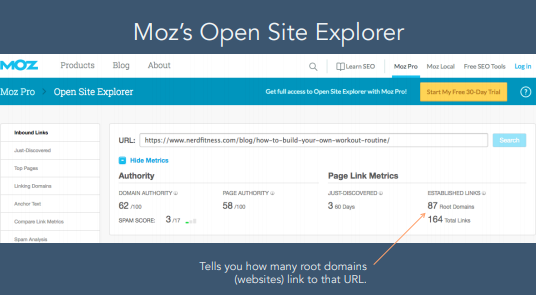 Moz's Open Site Explorer
MOZ Products Blog About Learn SEO Moz Pro Moz Local Free SEO Tools Log in
Moz Pro Open Site Explorer Get full access to Open Site Explorer with Moz Pro! Start My Free 30-Day Trial ?
Inbound Links
Just-Discovered
Top Pages
Linking Domains
Anchor Text
Compare Link Metrics
Spam Analysis
URL: https://www.nerdfitness.com/blog/how-to-build-your-own-workout-routine/ Search
Hide Metrics
Authority Page Link Metrics
DOMAIN AUTHORITY PAGE AUTHORITY JUST-DISCOVERED ESTABLISHED LINKS
62 /100 58 /100 3 60 Days 87 Root Domains
SPAM SCORE: 3 /17 164 Total Links
Tells you how many root domains
(websites) link to that URL.